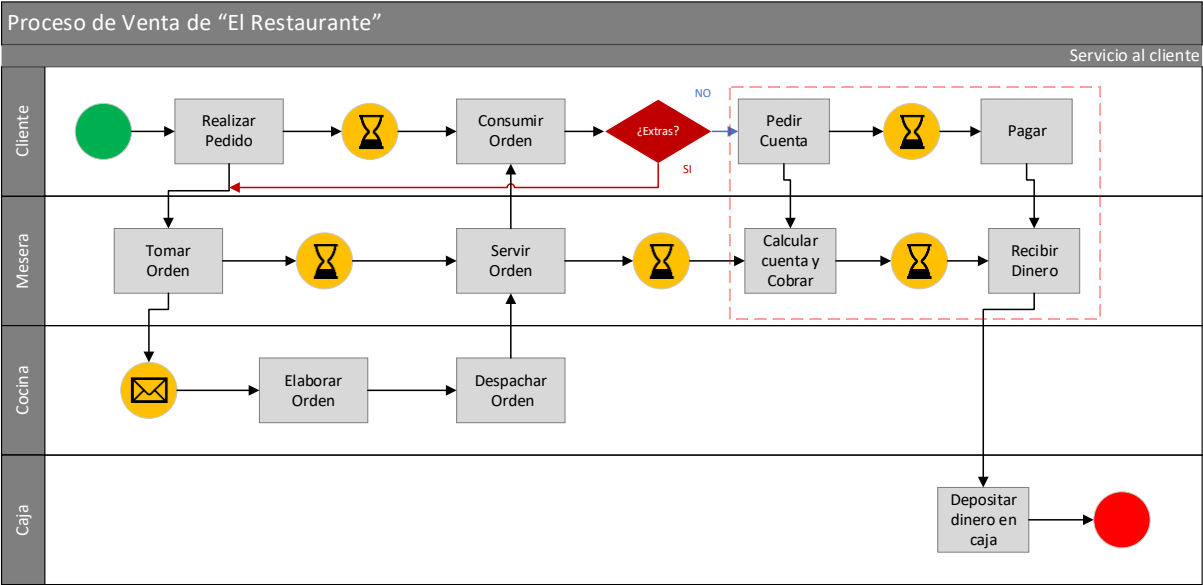 Proceso de Venta de “El Restaurante”
Servicio al cliente
Cliente
Realizar
Pedido
Consumir
Orden
¿Extras?
NO
SI
Pedir
Cuenta
Pagar
Mesera
Tomar
Orden
Servir
Orden
Calcular
cuenta y
Cobrar
Recibir
Dinero
Cocina
Elaborar
Orden
Despachar
Orden
Caja
Depositar
dinero en
caja